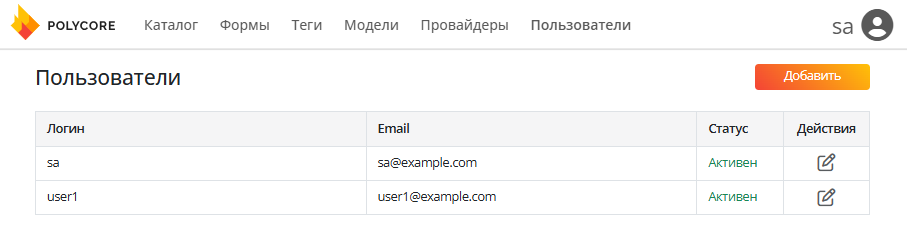 POLYCORE Каталог Формы Теги Модели Провайдеры Пользователи sa
Пользователи Добавить
Логин Email Статус Действия
sa sa@example.com Активен
user1 user1@example.com Активен